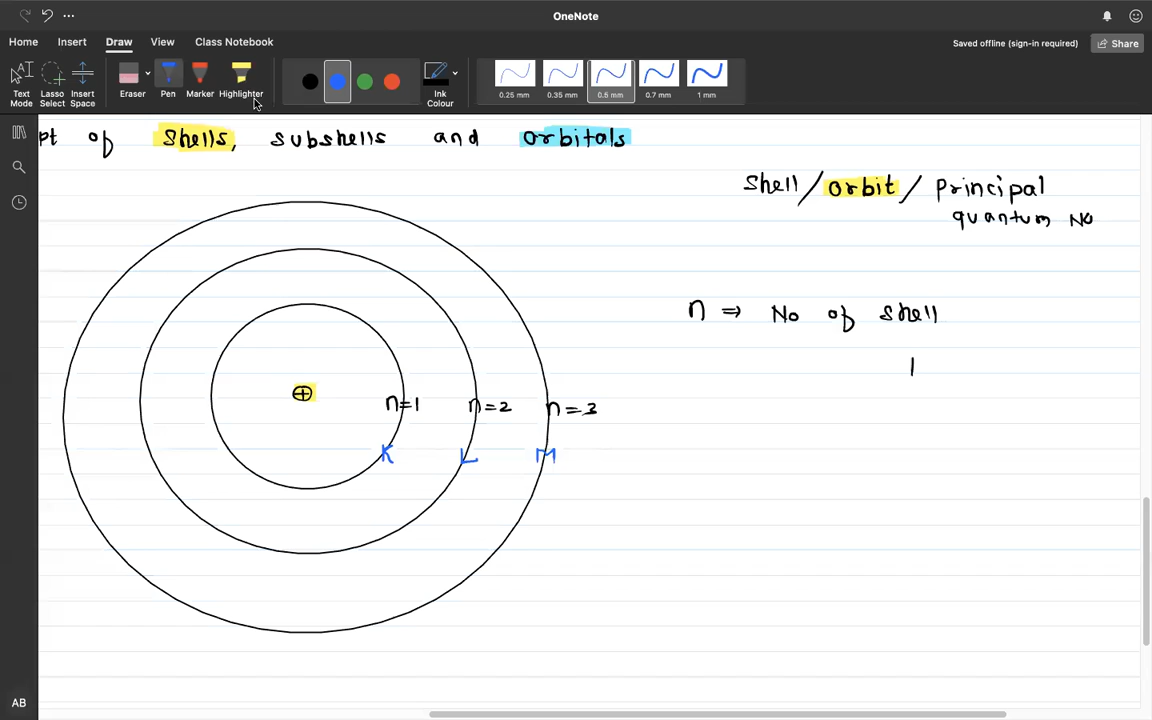 OneNote
Home Insert Draw View Class Notebook
Saved offline (sign-in required) Share
Text Mode
Lasso Select
Insert Space
Eraser
Pen
Marker
Highlighter
Ink Colour
0.25 mm 0.35 mm 0.5 mm 0.7 mm 1 mm
pt of Shells, subshells and orbitals
Shell/orbit/principal
quantum No
n ⇒ No of shell
1
+
n=1 n=2 n=3
K L M
AB